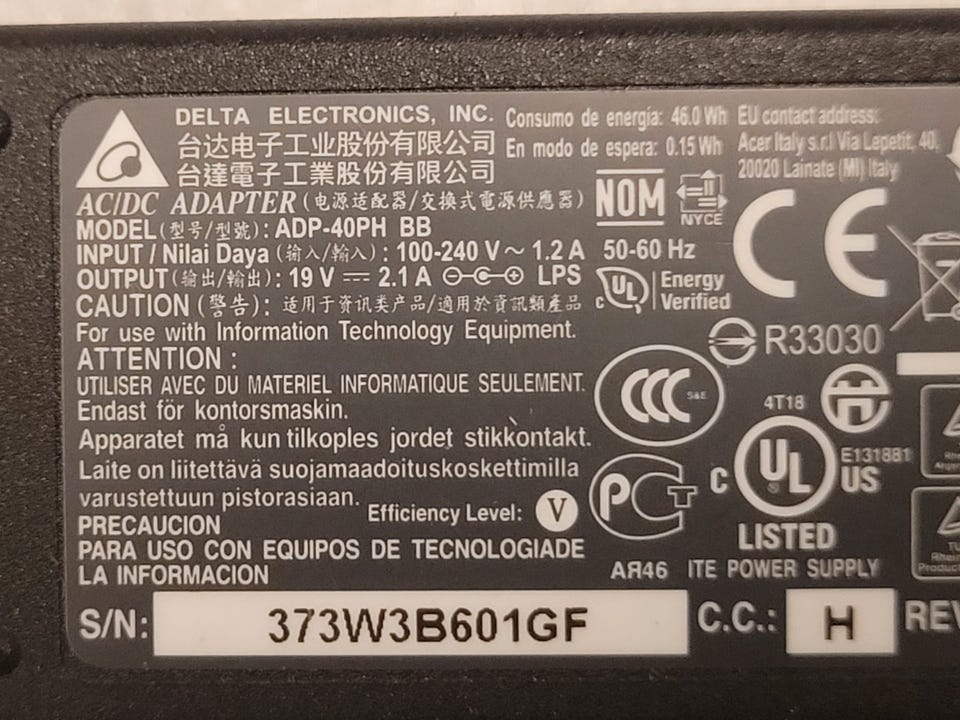 DELTA ELECTRONICS, INC.
台达电子工业股份有限公司
台達電子工業股份有限公司
AC/DC ADAPTER (电源适配器/交換式電源供應器)
MODEL (型号/型號): ADP-40PH BB
INPUT / Nilai Daya (输入/輸入): 100-240 V ~ 1.2 A 50-60 Hz
OUTPUT (输出/輸出): 19 V ⎓ 2.1 A LPS
CAUTION (警告): 适用于资讯类产品/適用於資訊類產品
For use with Information Technology Equipment.
ATTENTION :
UTILISER AVEC DU MATERIEL INFORMATIQUE SEULEMENT.
Endast för kontorsmaskin.
Apparatet må kun tilkoples jordet stikkontakt.
Laite on liitettävä suojamaadoituskoskettimilla
varustettuun pistorasiaan.
Efficiency Level: V
PRECAUCION
PARA USO CON EQUIPOS DE TECNOLOGIADE
LA INFORMACION
Consumo de energía: 46.0 Wh
En modo de espera: 0.15 Wh
EU contact address:
Acer Italy s.r.l Via Lepetit, 40,
20020 Lainate (MI) Italy
NOM
NYCE
CE
c UL Energy
Verified
R33030
CCC S&E
4T18
PCT
АЯ46
C UL US
®
E131881
LISTED
ITE POWER SUPPLY
S/N: 373W3B601GF
C.C.: H
REV